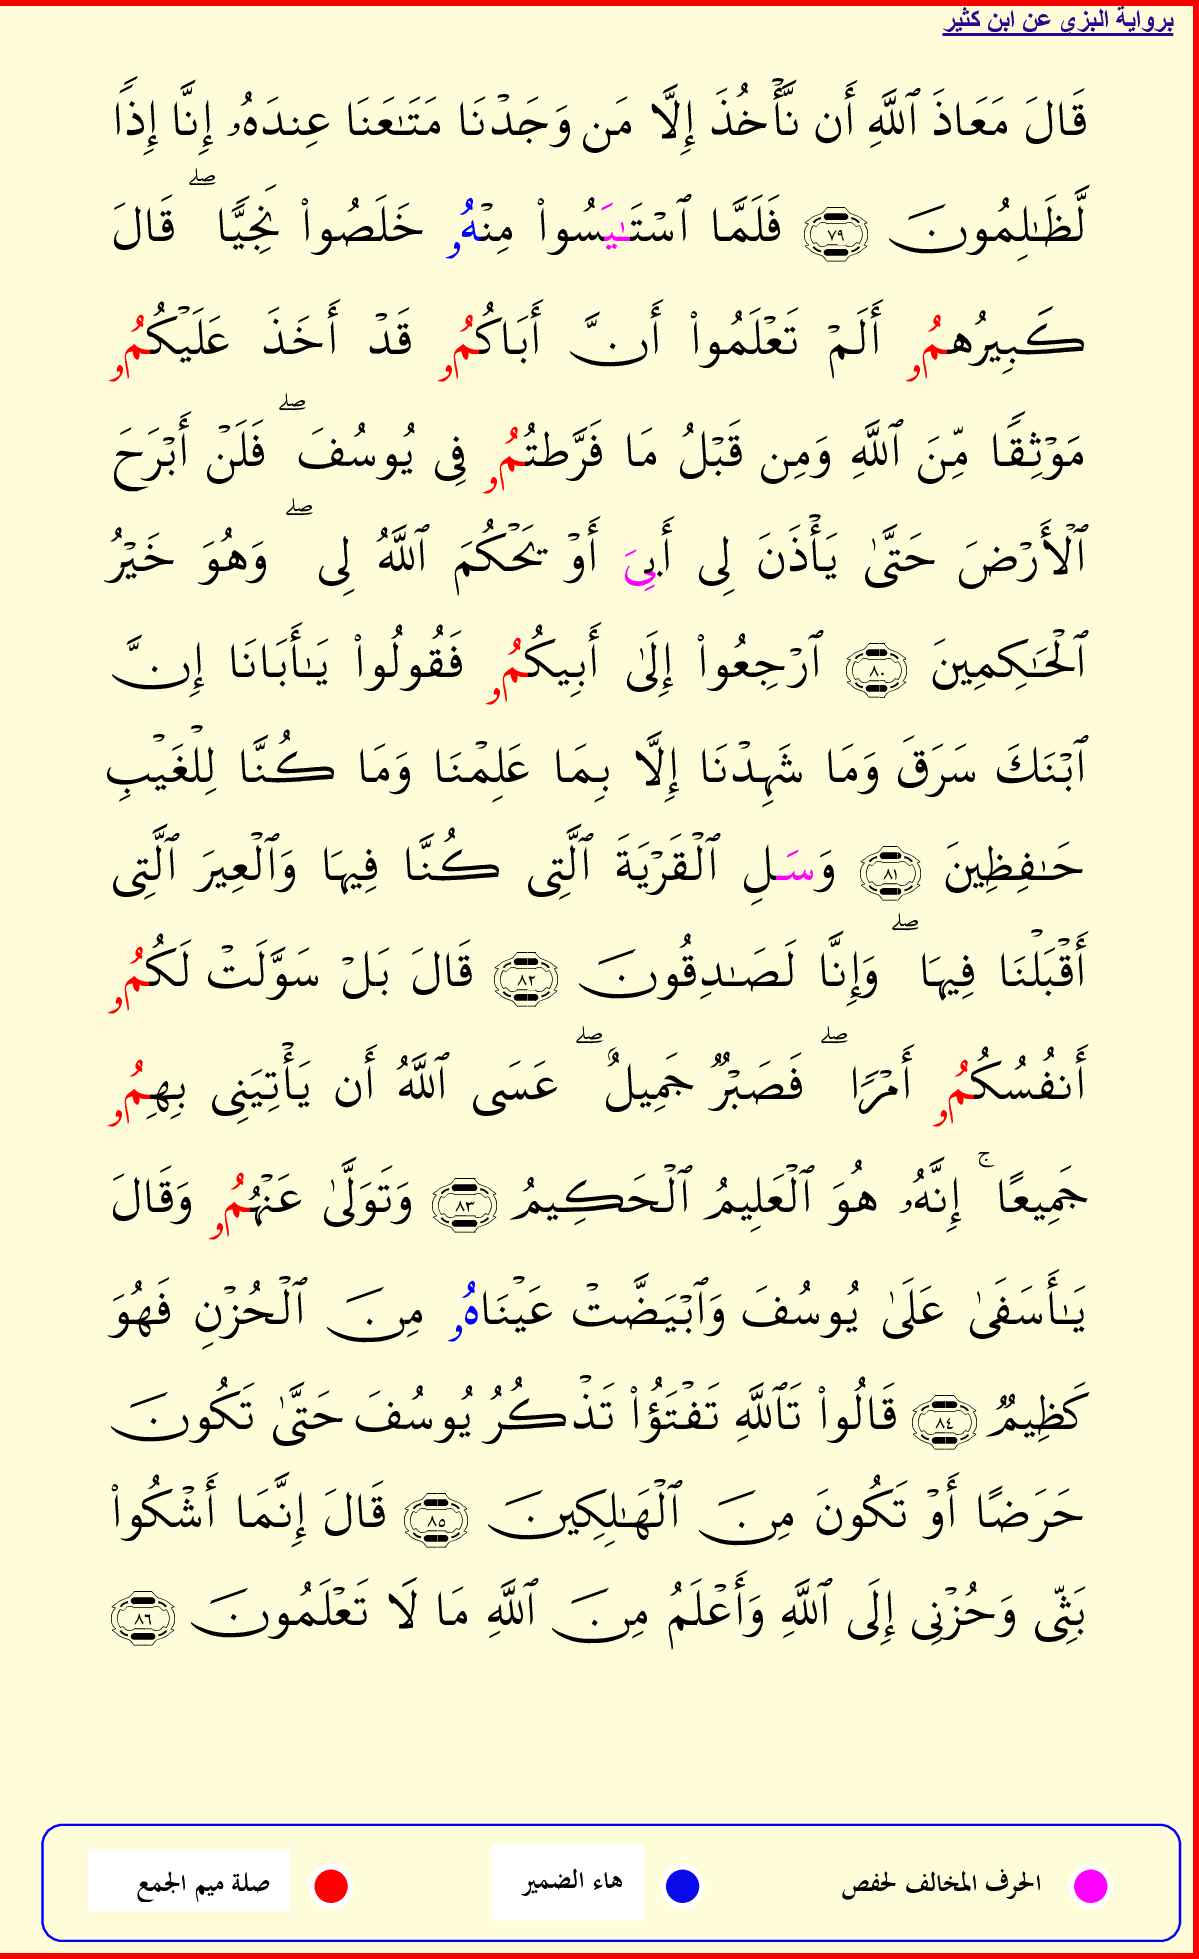 برواية البزي عن ابن كثير
قَالَ مَعَاذَ ٱللَّهِ أَن نَّأۡخُذَ إِلَّا مَن وَجَدۡنَا مَتَٰعَنَا عِندَهُۥ إِنَّا إِذٗا
لَّظَٰلِمُونَ ٧٩ فَلَمَّا ٱسۡتَـٰيَسُواْ مِنۡهُۥ خَلَصُواْ نَجِيّٗاۖ قَالَ
كَبِيرُهُمُۥ أَلَمۡ تَعۡلَمُواْ أَنَّ أَبَاكُمُۥ قَدۡ أَخَذَ عَلَيۡكُمُۥ
مَوۡثِقٗا مِّنَ ٱللَّهِ وَمِن قَبۡلُ مَا فَرَّطتُمُۥ فِي يُوسُفَۖ فَلَنۡ أَبۡرَحَ
ٱلۡأَرۡضَ حَتَّىٰ يَأۡذَنَ لِي أَبِيَ أَوۡ يَحۡكُمَ ٱللَّهُ لِيۖ وَهُوَ خَيۡرُ
ٱلۡحَٰكِمِينَ ٨٠ ٱرۡجِعُواْ إِلَىٰ أَبِيكُمُۥ فَقُولُواْ يَٰأَبَانَا إِنَّ
ٱبۡنَكَ سَرَقَ وَمَا شَهِدۡنَا إِلَّا بِمَا عَلِمۡنَا وَمَا كُنَّا لِلۡغَيۡبِ
حَٰفِظِينَ ٨١ وَسَلِ ٱلۡقَرۡيَةَ ٱلَّتِي كُنَّا فِيهَا وَٱلۡعِيرَ ٱلَّتِي
أَقۡبَلۡنَا فِيهَاۖ وَإِنَّا لَصَٰدِقُونَ ٨٢ قَالَ بَلۡ سَوَّلَتۡ لَكُمُۥ
أَنفُسُكُمُۥ أَمۡرٗاۖ فَصَبۡرٞ جَمِيلٌۖ عَسَى ٱللَّهُ أَن يَأۡتِيَنِي بِهِمُۥ
جَمِيعًاۚ إِنَّهُۥ هُوَ ٱلۡعَلِيمُ ٱلۡحَكِيمُ ٨٣ وَتَوَلَّىٰ عَنۡهُمُۥ وَقَالَ
يَٰأَسَفَىٰ عَلَىٰ يُوسُفَ وَٱبۡيَضَّتۡ عَيۡنَاهُۥ مِنَ ٱلۡحُزۡنِ فَهُوَ
كَظِيمٞ ٨٤ قَالُواْ تَٱللَّهِ تَفۡتَؤُاْ تَذۡكُرُ يُوسُفَ حَتَّىٰ تَكُونَ
حَرَضًا أَوۡ تَكُونَ مِنَ ٱلۡهَٰلِكِينَ ٨٥ قَالَ إِنَّمَا أَشۡكُواْ
بَثِّي وَحُزۡنِي إِلَى ٱللَّهِ وَأَعۡلَمُ مِنَ ٱللَّهِ مَا لَا تَعۡلَمُونَ ٨٦
الحرف المخالف لحفص هاء الضمير صلة ميم الجمع